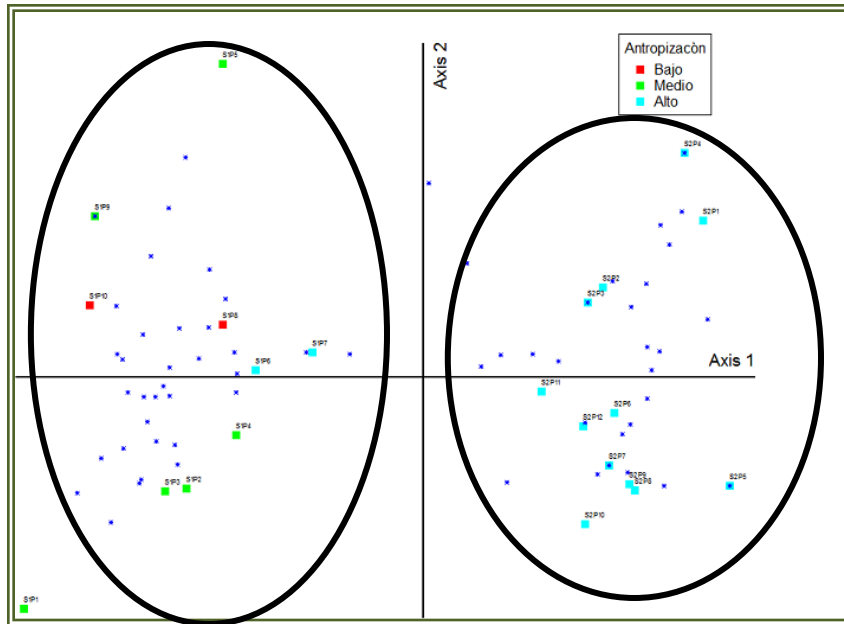 S1P5
Axis 2
Antropizacòn
Bajo
Medio
Alto
S2P4
S1P9
S2P1
S1P10
S2P2
S2P3
S1P8
S1P7
S1P6
Axis 1
S2P11
S2P6
S2P12
S1P4
S2P7
S2P9
S2P8
S2P5
S1P3
S1P2
S2P10
S1P1